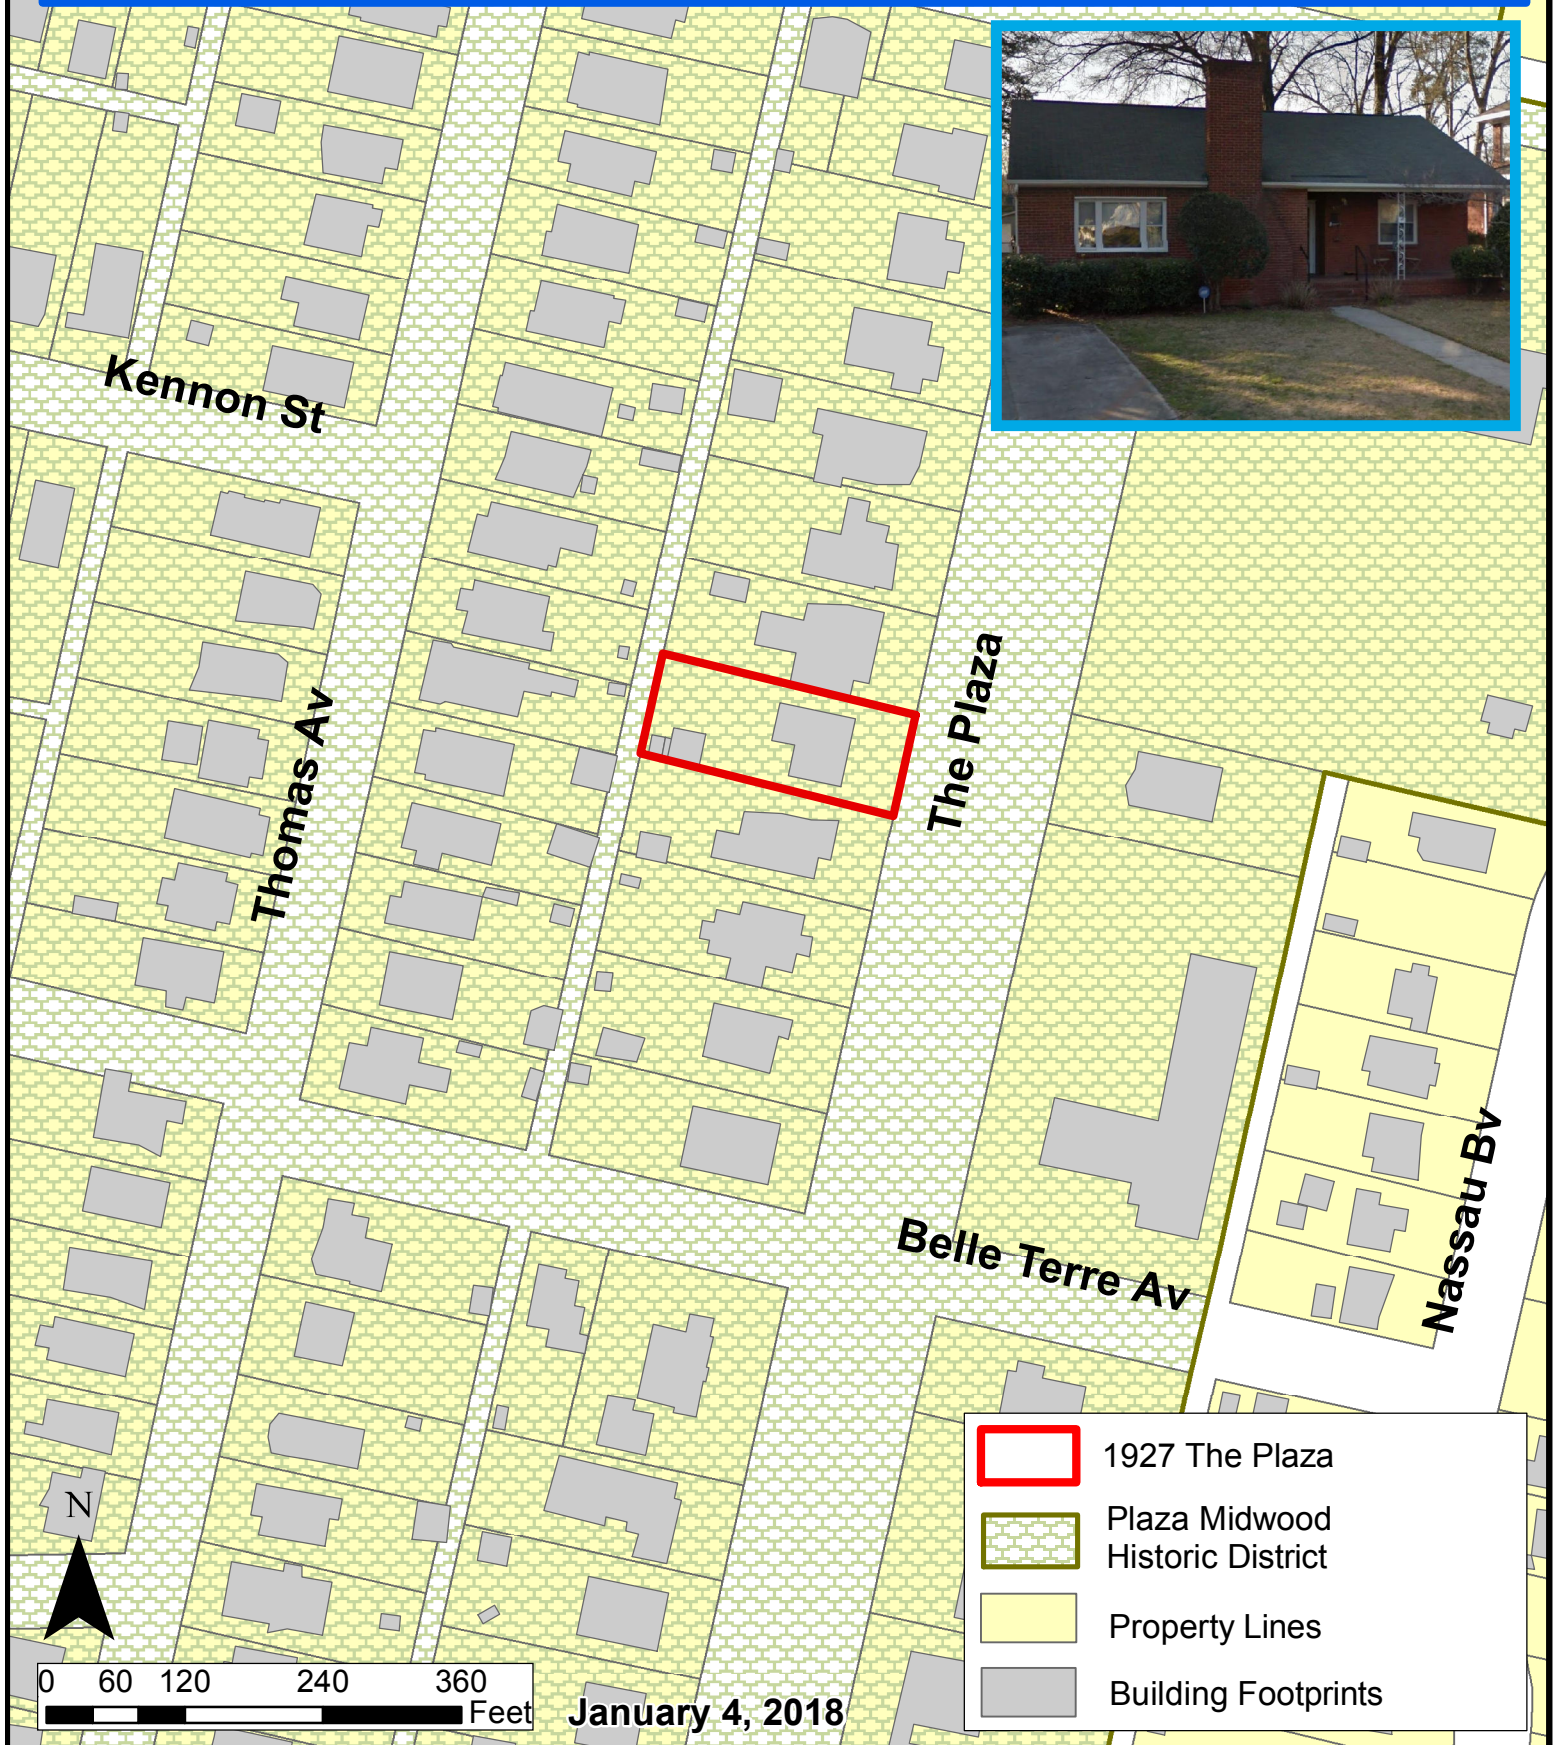 Kennon St
Thomas Av
The Plaza
Belle Terre Av
Nassau Bv
1927 The Plaza
Plaza Midwood
Historic District
Property Lines
Building Footprints
N
0 60 120 240 360
Feet
January 4, 2018